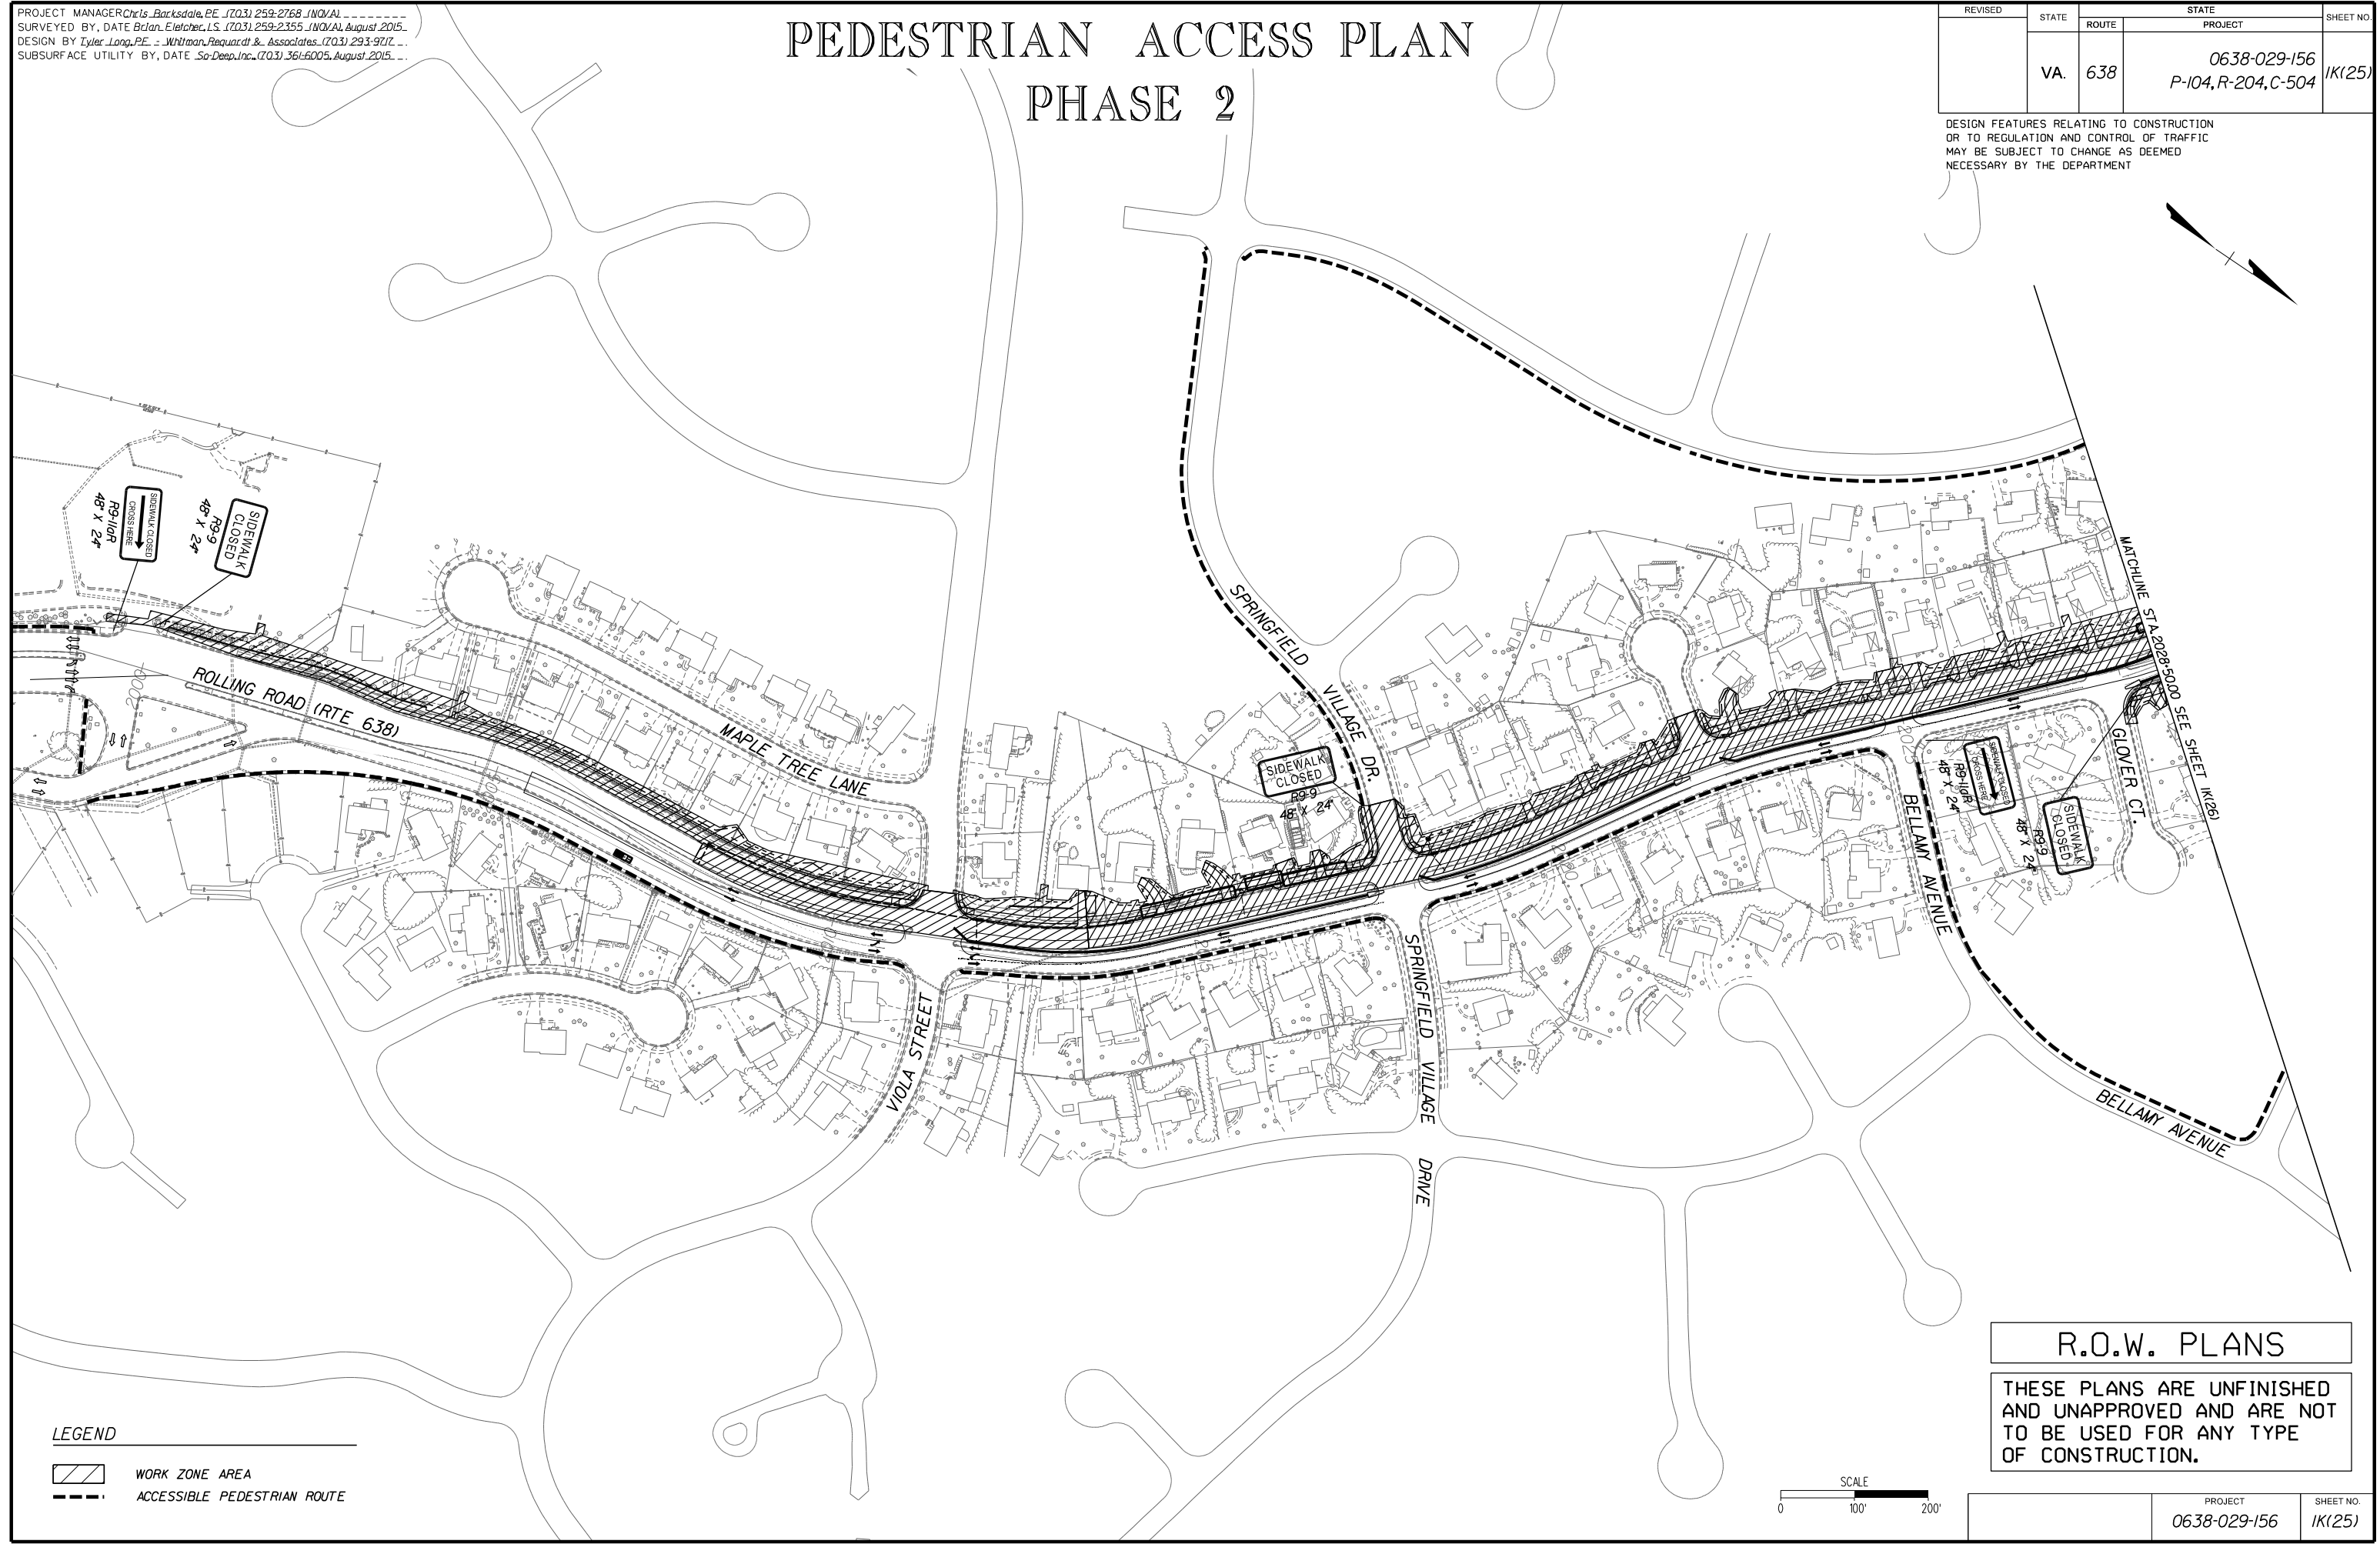 PROJECT MANAGER Chris Barksdale, P.E. (703) 259-2768 (NOVA)
SURVEYED BY, DATE Brian Fletcher, L.S. (703) 259-2355 (NOVA), August 2015
DESIGN BY Tyler Long, P.E. - Whitman, Requardt & Associates (703) 293-9717
SUBSURFACE UTILITY BY, DATE So-Deep, Inc. (703) 361-6005, August 2015
PEDESTRIAN ACCESS PLAN
PHASE 2
REVISED
STATE
STATE
ROUTE
PROJECT
SHEET NO.
VA.
638
0638-029-156
P-104, R-204, C-504
1K(25)
DESIGN FEATURES RELATING TO CONSTRUCTION
OR TO REGULATION AND CONTROL OF TRAFFIC
MAY BE SUBJECT TO CHANGE AS DEEMED
NECESSARY BY THE DEPARTMENT
SIDEWALK CLOSED
CROSS HERE
R9-11aR
48" X 24"
SIDEWALK
CLOSED
R9-9
48" X 24"
ROLLING ROAD (RTE 638)
2000
MAPLE TREE LANE
SPRINGFIELD
VILLAGE DR.
SIDEWALK
CLOSED
R9-9
48" X 24"
MATCHLINE STA 2028+50.00 SEE SHEET 1K(26)
GLOVER CT.
SIDEWALK CLOSED
CROSS HERE
R9-11aR
48" X 24"
SIDEWALK
CLOSED
R9-9
48" X 24"
BELLAMY AVENUE
VIOLA STREET
SPRINGFIELD VILLAGE DRIVE
BELLAMY AVENUE
R.O.W. PLANS
THESE PLANS ARE UNFINISHED
AND UNAPPROVED AND ARE NOT
TO BE USED FOR ANY TYPE
OF CONSTRUCTION.
LEGEND
WORK ZONE AREA
ACCESSIBLE PEDESTRIAN ROUTE
SCALE
0 100' 200'
PROJECT
0638-029-156
SHEET NO.
1K(25)